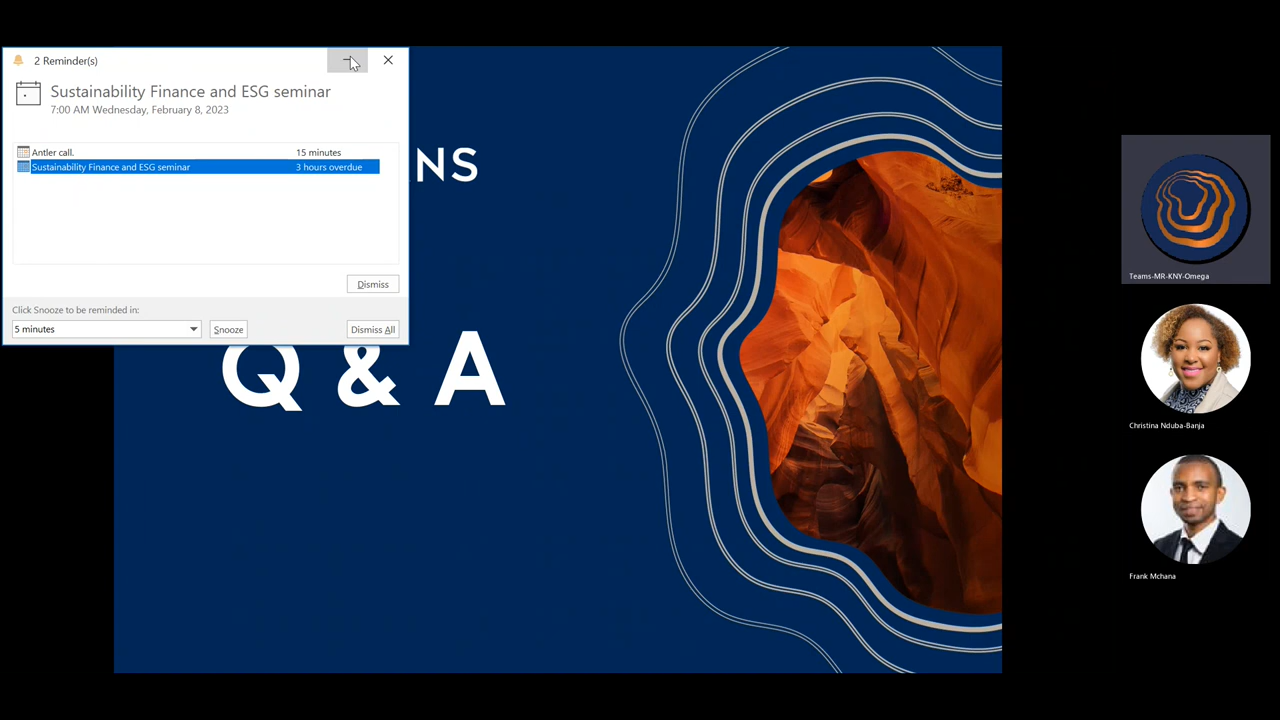 2 Reminder(s)
Sustainability Finance and ESG seminar
7:00 AM Wednesday, February 8, 2023
Antler call. 15 minutes
Sustainability Finance and ESG seminar 3 hours overdue
Dismiss
Click Snooze to be reminded in:
5 minutes Snooze Dismiss All
NS
Q & A
Teams-MR-KNY-Omega
Christina Nduba-Banja
Frank Mchana